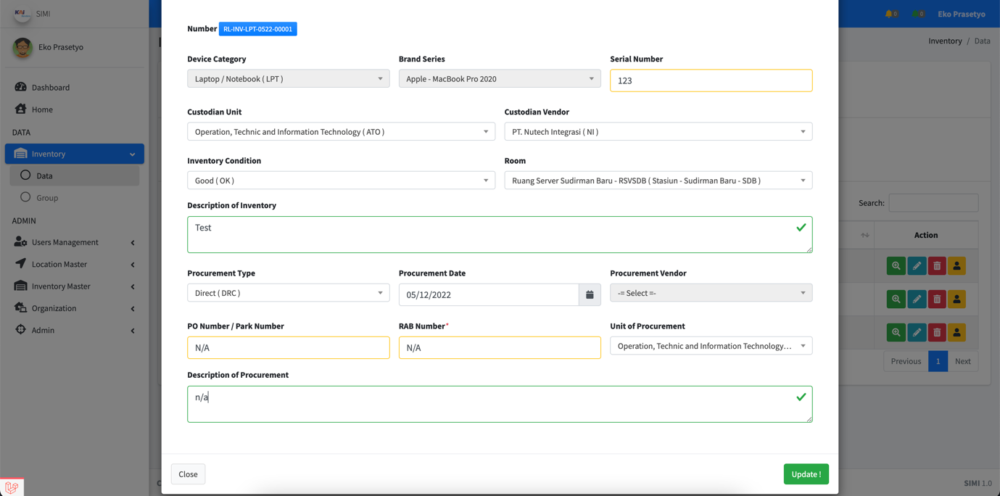 KAI
SIMI
0
0
Eko Prasetyo
Eko Prasetyo
Inventory / Data
Dashboard
Home
DATA
Inventory
Data
Group
ADMIN
Users Management
Location Master
Inventory Master
Organization
Admin
Number RL-INV-LPT-0522-00001
Device Category
Brand Series
Serial Number
Laptop / Notebook ( LPT )
Apple - MacBook Pro 2020
123
Custodian Unit
Custodian Vendor
Operation, Technic and Information Technology ( ATO )
PT. Nutech Integrasi ( NI )
Inventory Condition
Room
Good ( OK )
Ruang Server Sudirman Baru - RSVSDB ( Stasiun - Sudirman Baru - SDB )
Description of Inventory
Test
Procurement Type
Procurement Date
Procurement Vendor
Direct ( DRC )
05/12/2022
-= Select =-
PO Number / Park Number
RAB Number*
Unit of Procurement
N/A
N/A
Operation, Technic and Information Technology...
Description of Procurement
n/a
Close
Update !
Search:
Action
Previous
1
Next
SIMI 1.0